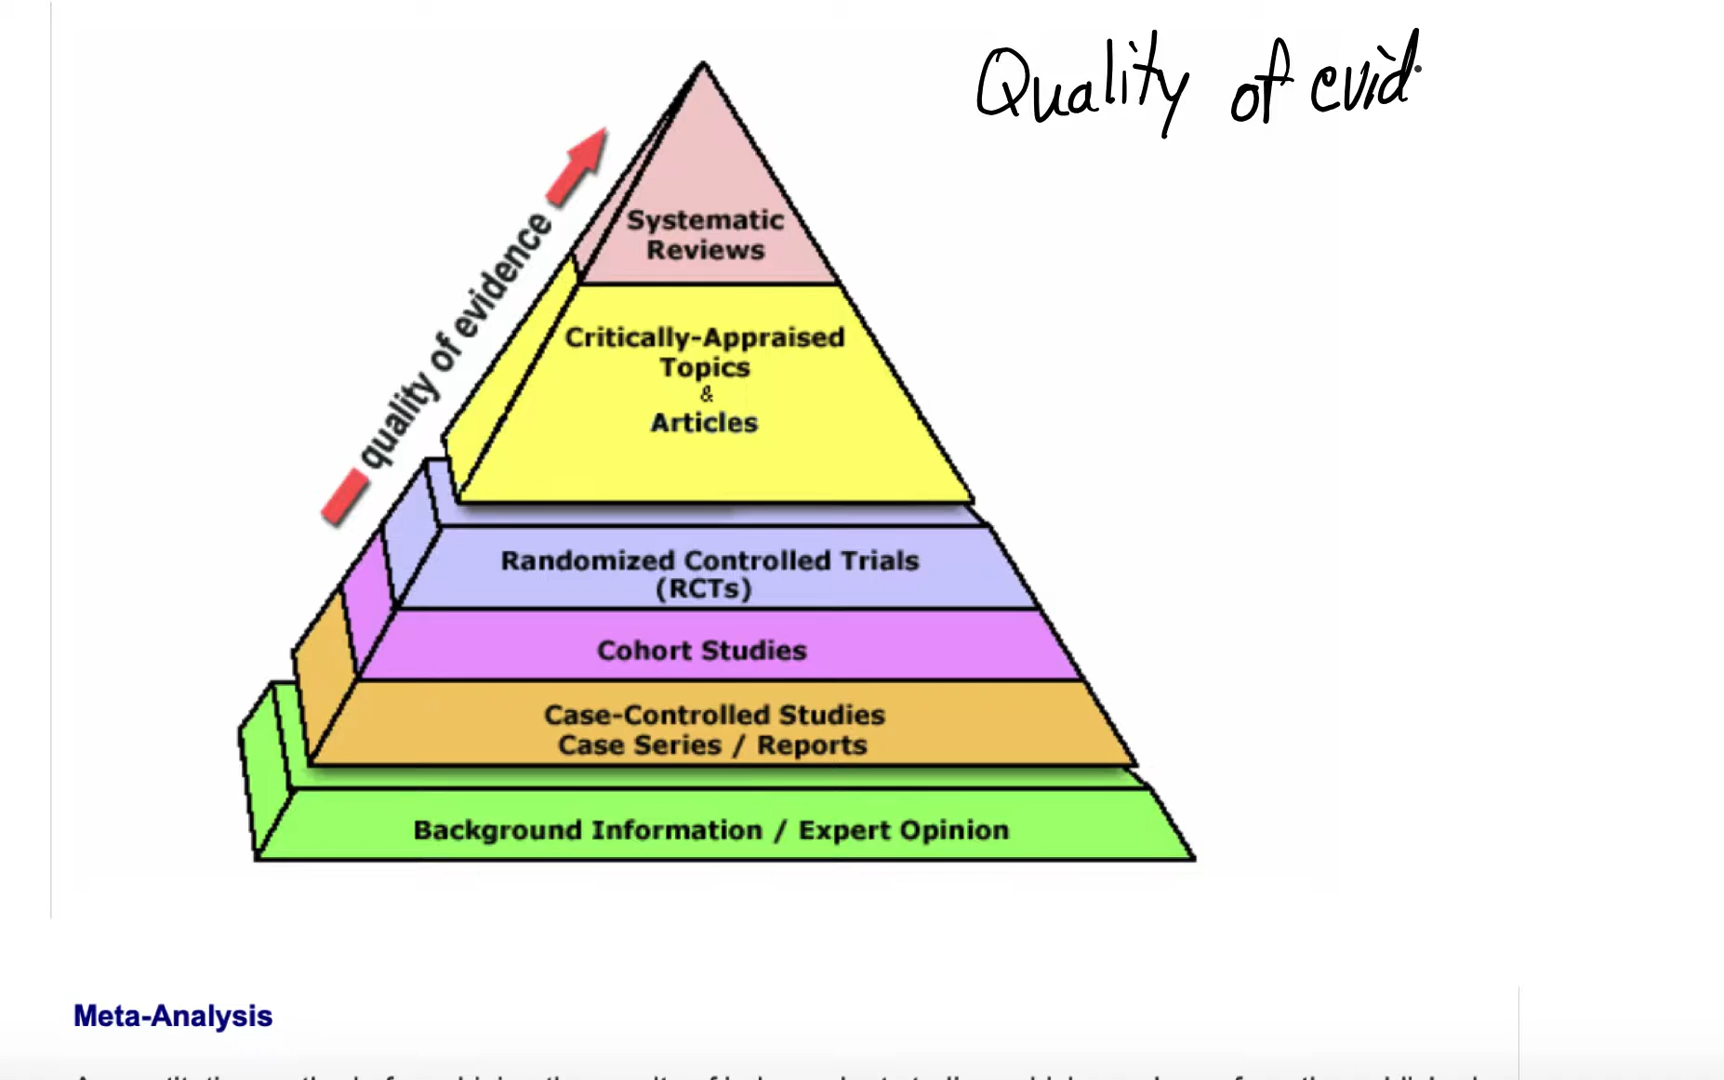 Quality of evid
quality of evidence
Systematic
Reviews
Critically-Appraised
Topics
&
Articles
Randomized Controlled Trials
(RCTs)
Cohort Studies
Case-Controlled Studies
Case Series / Reports
Background Information / Expert Opinion
Meta-Analysis